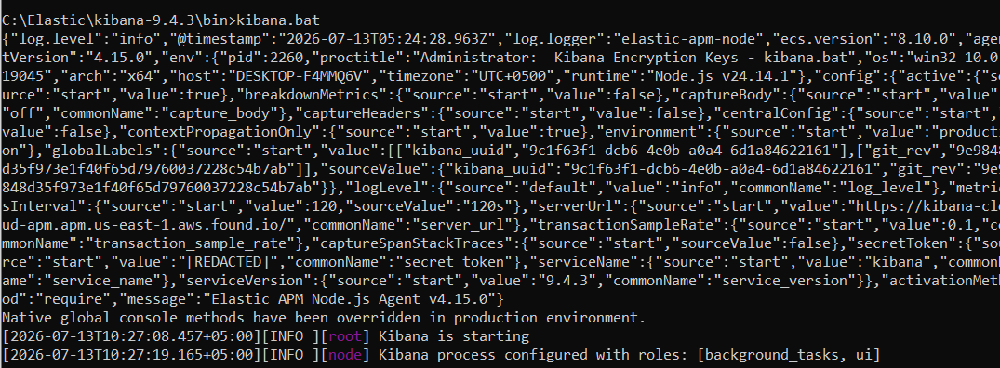 C:\Elastic\kibana-9.4.3\bin>kibana.bat
{"log.level":"info","@timestamp":"2026-07-13T05:24:28.963Z","log.logger":"elastic-apm-node","ecs.version":"8.10.0","agen
tVersion":"4.15.0","env":{"pid":2260,"proctitle":"Administrator:  Kibana Encryption Keys - kibana.bat","os":"win32 10.0.
19045","arch":"x64","host":"DESKTOP-F4MMQ6V","timezone":"UTC+0500","runtime":"Node.js v24.14.1"},"config":{"active":{"so
urce":"start","value":true},"breakdownMetrics":{"source":"start","value":false},"captureBody":{"source":"start","value":
"off","commonName":"capture_body"},"captureHeaders":{"source":"start","value":false},"centralConfig":{"source":"start","
value":false},"contextPropagationOnly":{"source":"start","value":true},"environment":{"source":"start","value":"producti
on"},"globalLabels":{"source":"start","value":[["kibana_uuid","9c1f63f1-dcb6-4e0b-a0a4-6d1a84622161"],["git_rev","9e9848
d35f973e1f40f65d79760037228c54b7ab"]],"sourceValue":{"kibana_uuid":"9c1f63f1-dcb6-4e0b-a0a4-6d1a84622161","git_rev":"9e9
848d35f973e1f40f65d79760037228c54b7ab"}},"logLevel":{"source":"default","value":"info","commonName":"log_level"},"metric
sInterval":{"source":"start","value":120,"sourceValue":"120s"},"serverUrl":{"source":"start","value":"https://kibana-clo
ud-apm.apm.us-east-1.aws.found.io/","commonName":"server_url"},"transactionSampleRate":{"source":"start","value":0.1,"co
mmonName":"transaction_sample_rate"},"captureSpanStackTraces":{"source":"start","sourceValue":false},"secretToken":{"sou
rce":"start","value":"[REDACTED]","commonName":"secret_token"},"serviceName":{"source":"start","value":"kibana","commonN
ame":"service_name"},"serviceVersion":{"source":"start","value":"9.4.3","commonName":"service_version"}},"activationMeth
od":"require","message":"Elastic APM Node.js Agent v4.15.0"}
Native global console methods have been overridden in production environment.
[2026-07-13T10:27:08.457+05:00][INFO ][root] Kibana is starting
[2026-07-13T10:27:19.165+05:00][INFO ][node] Kibana process configured with roles: [background_tasks, ui]